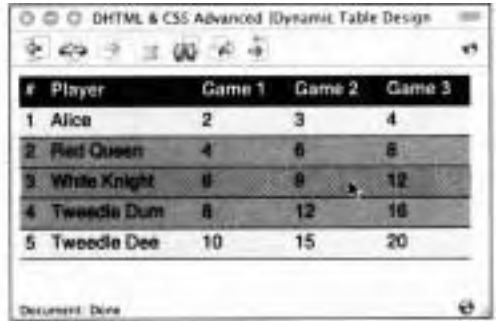 DHTML & CSS Advanced |Dynamic Table Design
# Player Game 1 Game 2 Game 3
1 Alice 2 3 4
2 Red Queen 4 6 8
3 White Knight 6 9 12
4 Tweedle Dum 8 12 16
5 Tweedle Dee 10 15 20
Document: Done